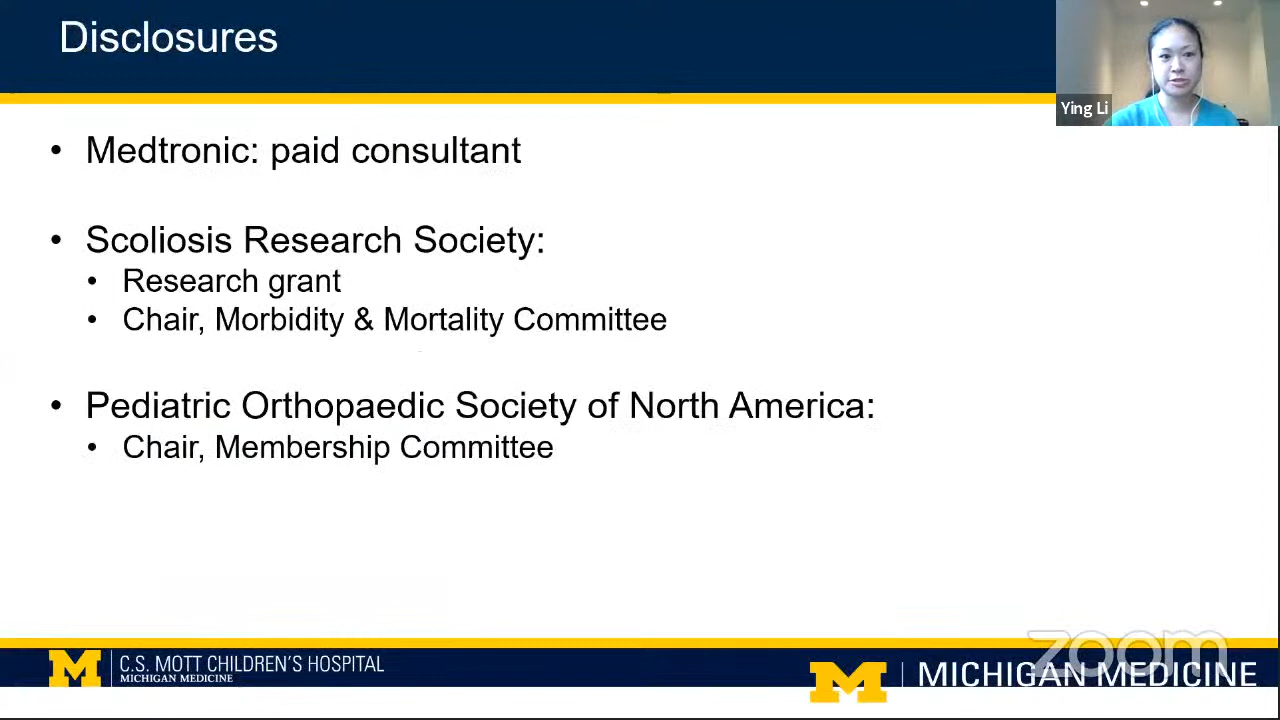 Disclosures
Ying Li
• Medtronic: paid consultant
• Scoliosis Research Society:
• Research grant
• Chair, Morbidity & Mortality Committee
• Pediatric Orthopaedic Society of North America:
• Chair, Membership Committee
zoom
M | C.S. MOTT CHILDREN'S HOSPITAL
MICHIGAN MEDICINE
M | MICHIGAN MEDICINE